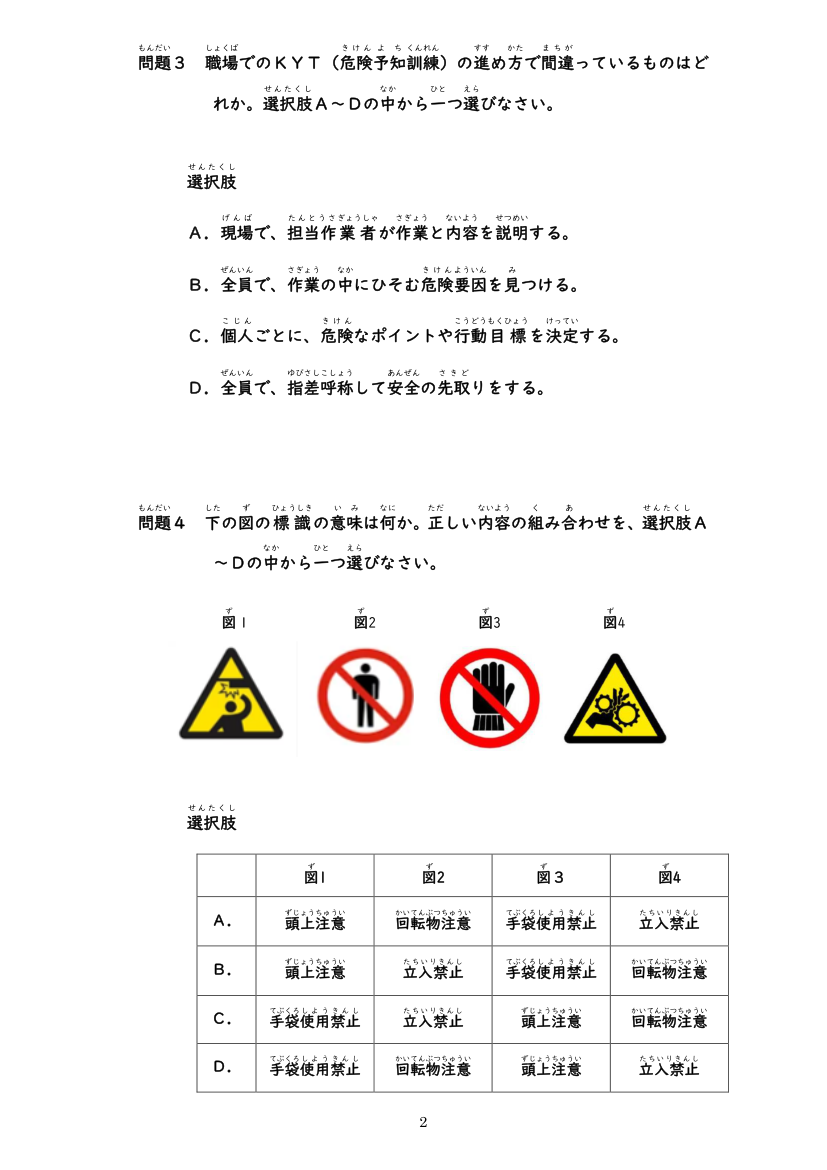 問題３　職場でのＫＹＴ（危険予知訓練）の進め方で間違っているものはど
れか。選択肢Ａ～Ｄの中から一つ選びなさい。
選択肢
Ａ．現場で、担当作業者が作業と内容を説明する。
Ｂ．全員で、作業の中にひそむ危険要因を見つける。
Ｃ．個人ごとに、危険なポイントや行動目標を決定する。
Ｄ．全員で、指差呼称して安全の先取りをする。
問題４　下の図の標識の意味は何か。正しい内容の組み合わせを、選択肢Ａ
～Ｄの中から一つ選びなさい。
図1　図2　図3　図4
選択肢
図1　図2　図３　図4
Ａ．　頭上注意　回転物注意　手袋使用禁止　立入禁止
Ｂ．　頭上注意　立入禁止　手袋使用禁止　回転物注意
Ｃ．　手袋使用禁止　立入禁止　頭上注意　回転物注意
Ｄ．　手袋使用禁止　回転物注意　頭上注意　立入禁止
2